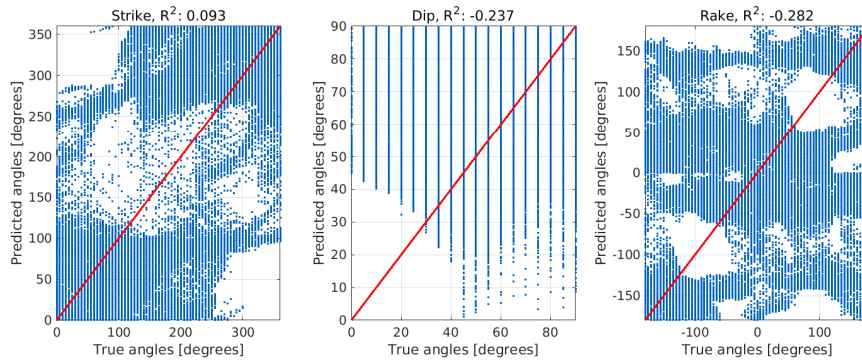 Strike, R²: 0.093
Predicted angles [degrees]
350
300
250
200
150
100
50
0
0 100 200 300
True angles [degrees]
Dip, R²: -0.237
Predicted angles [degrees]
90
80
70
60
50
40
30
20
10
0
0 20 40 60 80
True angles [degrees]
Rake, R²: -0.282
Predicted angles [degrees]
150
100
50
0
-50
-100
-150
-100 0 100
True angles [degrees]